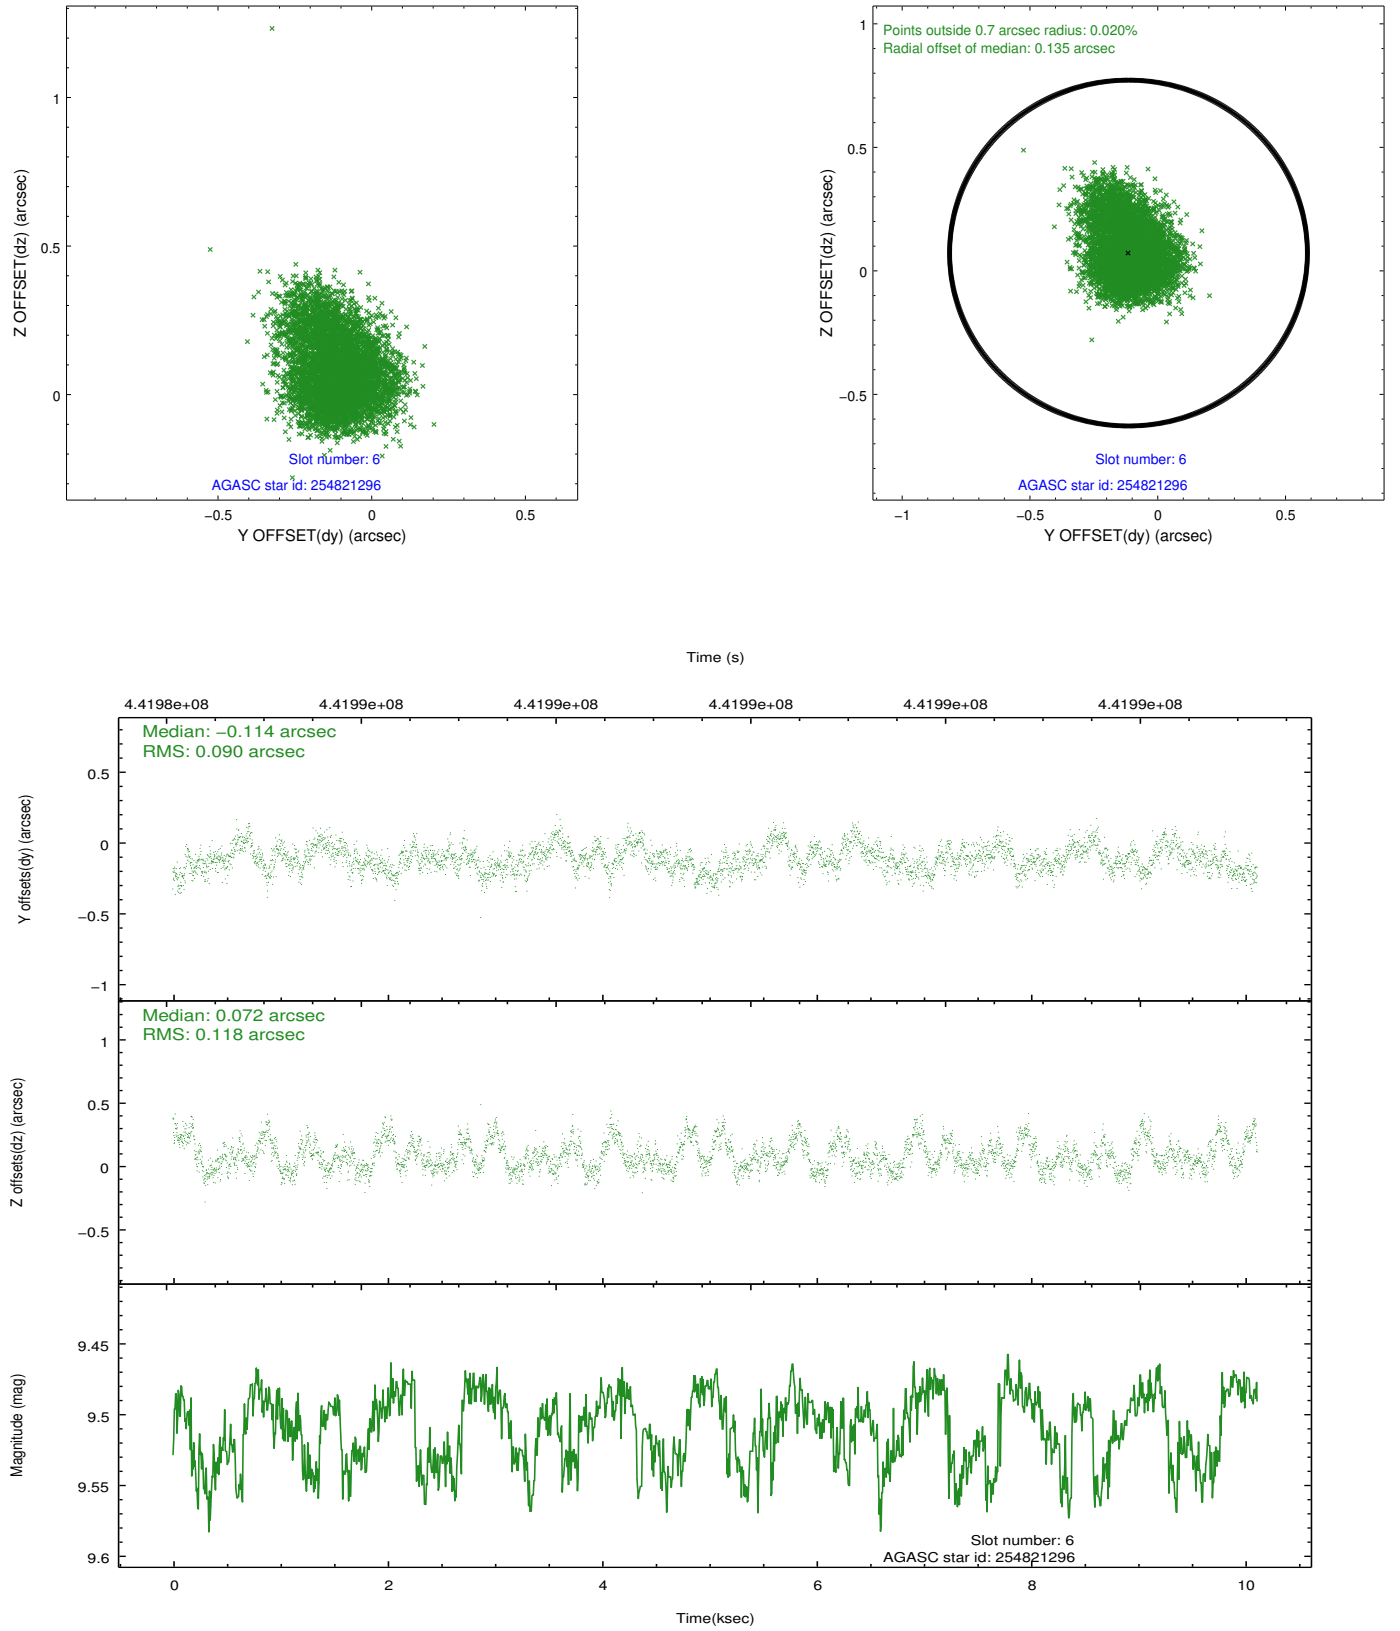 1
0.5
0
Z OFFSET(dz) (arcsec)
Slot number: 6
AGASC star id: 254821296
−0.5 0 0.5
Y OFFSET(dy) (arcsec)
Points outside 0.7 arcsec radius: 0.020%
Radial offset of median: 0.135 arcsec
1
0.5
0
−0.5
Z OFFSET(dz) (arcsec)
Slot number: 6
AGASC star id: 254821296
−1 −0.5 0 0.5
Y OFFSET(dy) (arcsec)
Time (s)
4.4198e+08 4.4199e+08 4.4199e+08 4.4199e+08 4.4199e+08 4.4199e+08
Median: −0.114 arcsec
RMS: 0.090 arcsec
0.5
0
−0.5
−1
Y offsets(dy) (arcsec)
Median: 0.072 arcsec
RMS: 0.118 arcsec
1
0.5
0
−0.5
Z offsets(dz) (arcsec)
9.45
9.5
9.55
9.6
Magnitude (mag)
Slot number: 6
AGASC star id: 254821296
0 2 4 6 8 10
Time(ksec)